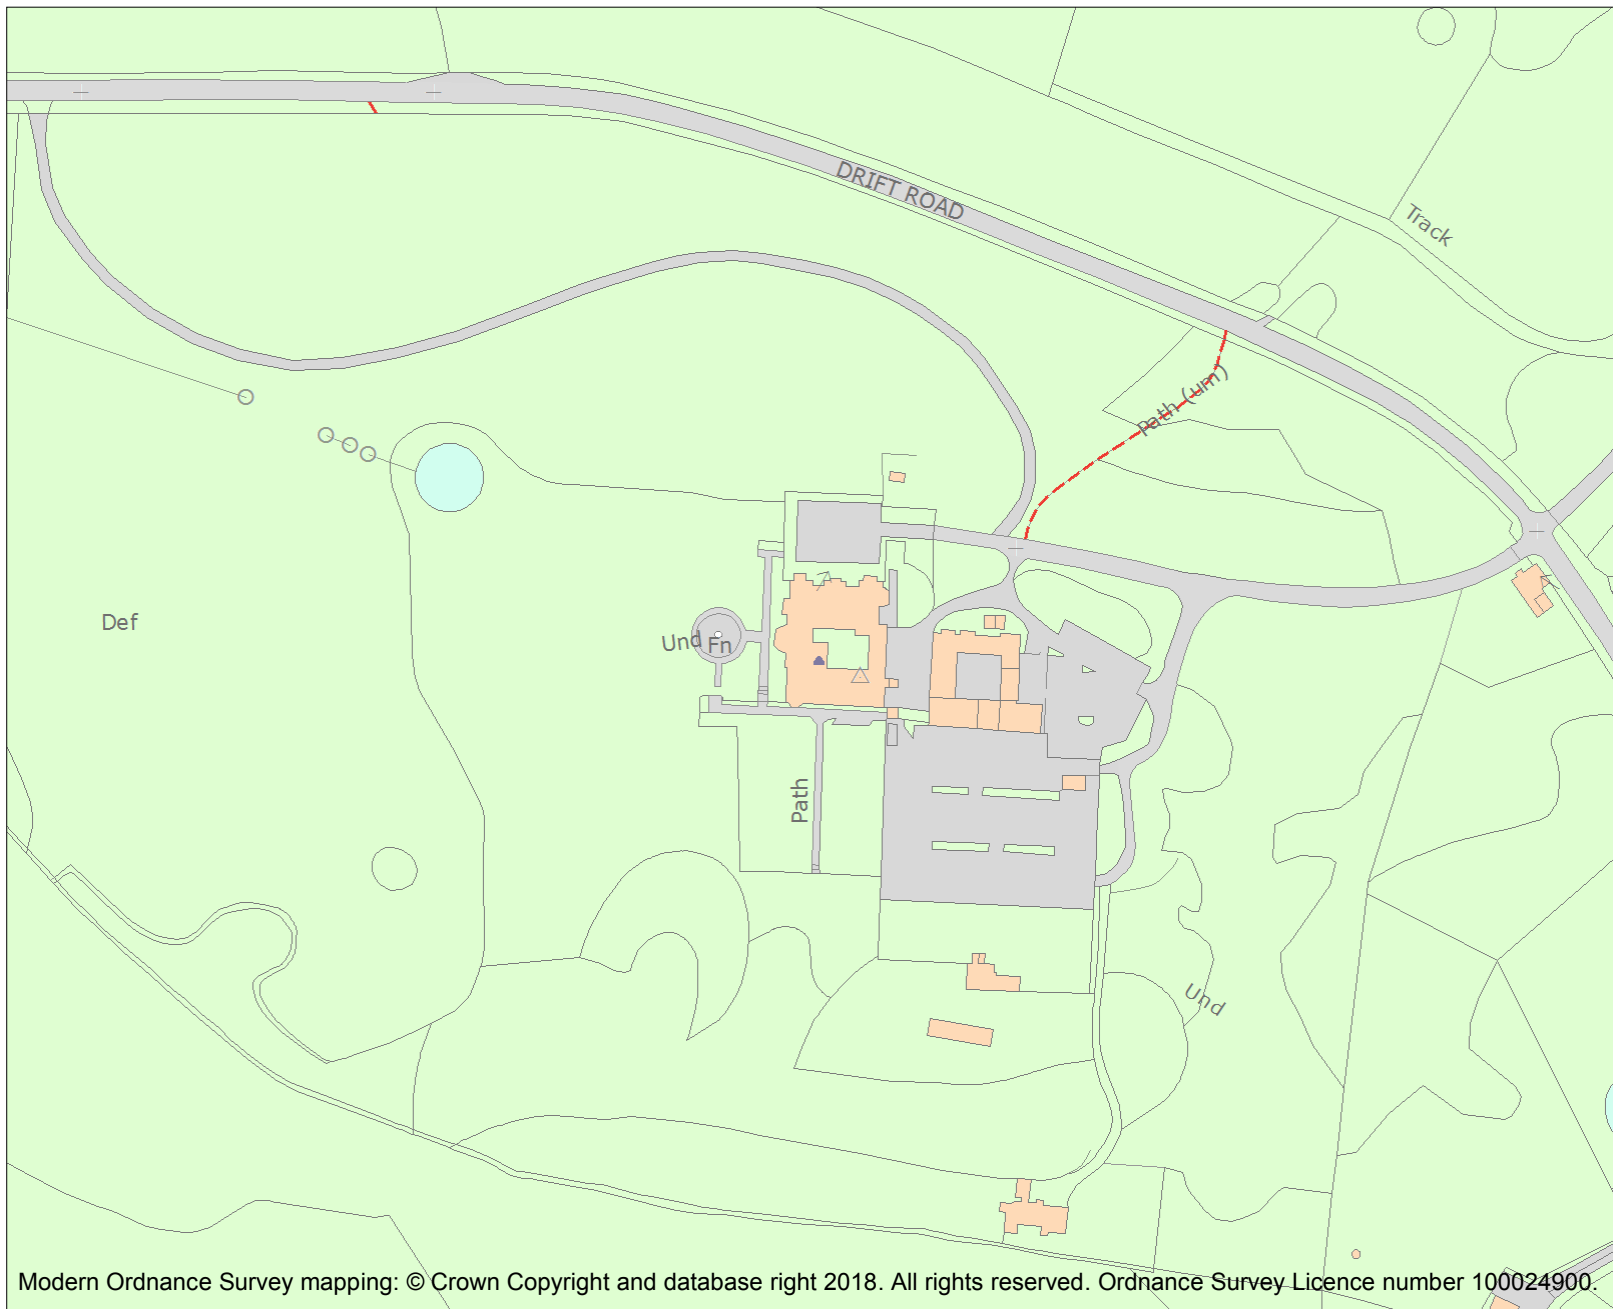 DRIFT ROAD
Track
Path (um)
Def
Und
Fn
Path
Und
Modern Ordnance Survey mapping: © Crown Copyright and database right 2018. All rights reserved. Ordnance Survey Licence number 100024900.